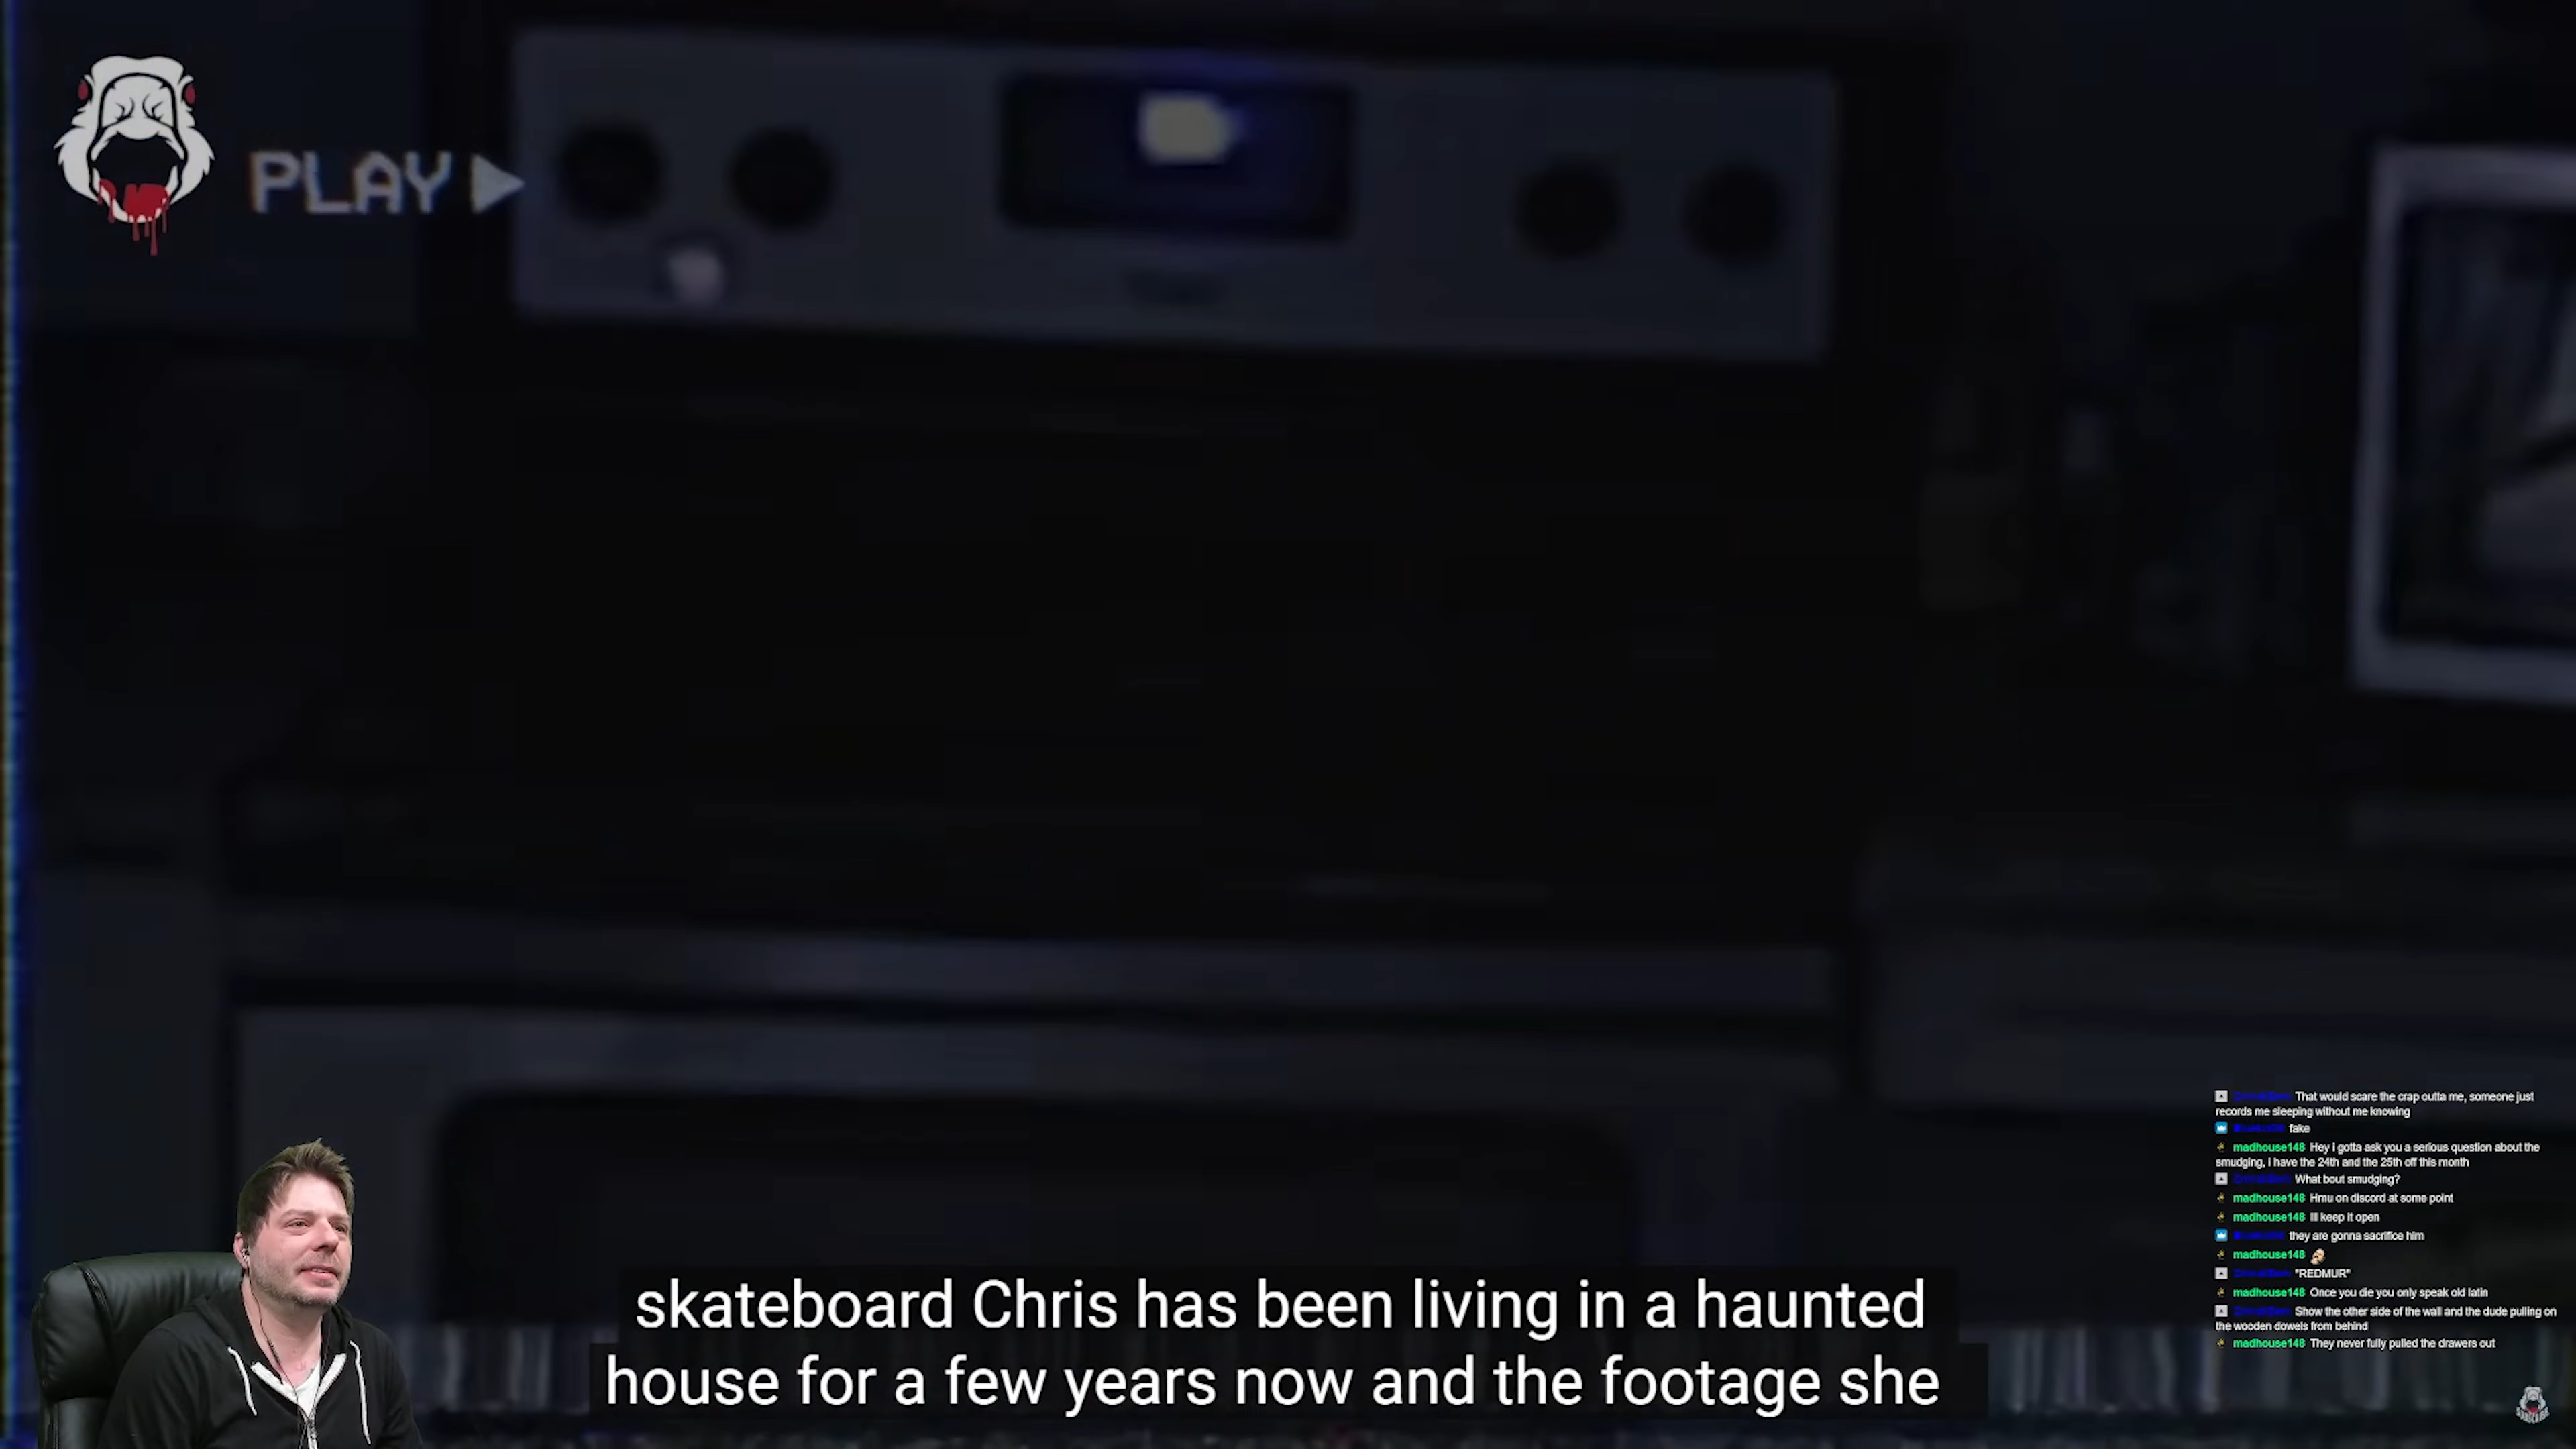 PLAY
That would scare the crap outta me, someone just
records me sleeping without me knowing
fake
madhouse148 Hey i gotta ask you a serious question about the
smudging, i have the 24th and the 25th off this month
What bout smudging?
madhouse148 Hmu on discord at some point
madhouse148 Ill keep it open
they are gonna sacrifice him
madhouse148
"REDMUR"
madhouse148 Once you die you only speak old latin
Show the other side of the wall and the dude pulling on
the wooden dowels from behind
madhouse148 They never fully pulled the drawers out
skateboard Chris has been living in a haunted
house for a few years now and the footage she
SUBSCRIBE